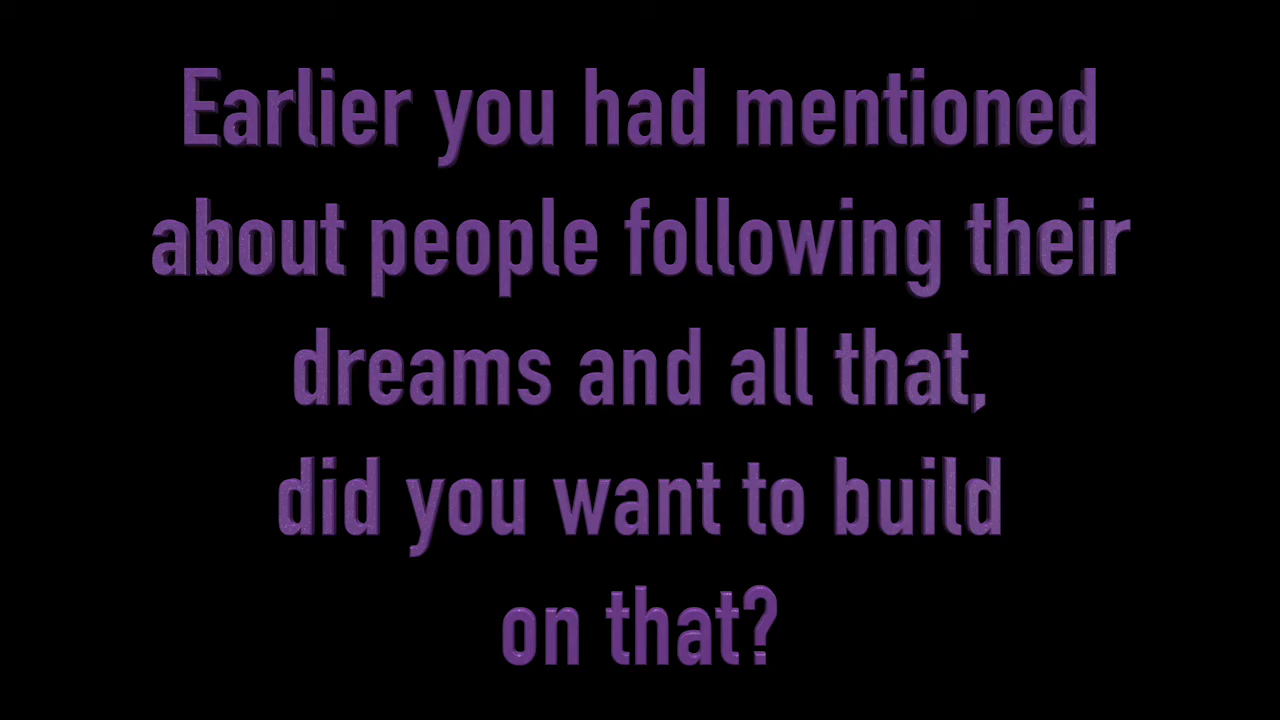 Earlier you had mentioned
about people following their
dreams and all that,
did you want to build
on that?